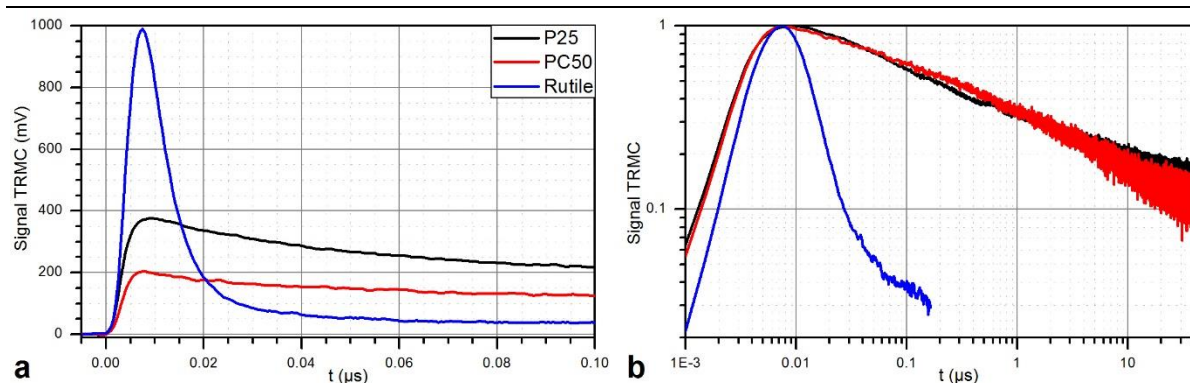 1000
800
600
400
200
0
Signal TRMC (mV)
P25
PC50
Rutile
0.00
0.02
0.04
0.06
0.08
0.10
t (µs)
a
1
0.1
Signal TRMC
1E-3
0.01
0.1
1
10
t (µs)
b